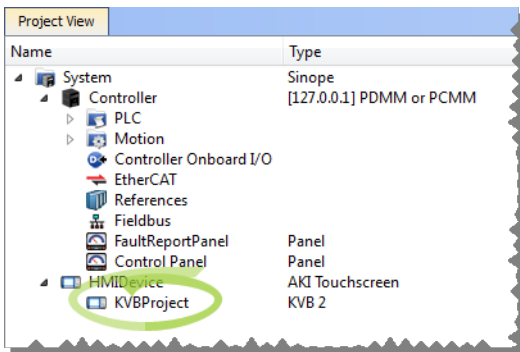 Project View
Name Type
System Sinope
Controller [127.0.0.1] PDMM or PCMM
PLC
Motion
Controller Onboard I/O
EtherCAT
References
Fieldbus
FaultReportPanel Panel
Control Panel Panel
HMIDevice AKI Touchscreen
KVBProject KVB 2